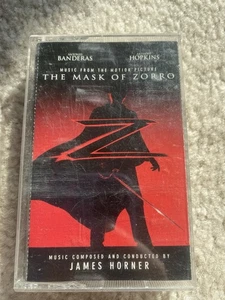 BANDERAS HOPKINS
MUSIC FROM THE MOTION PICTURE
THE MASK OF ZORRO
Z
MUSIC COMPOSED AND CONDUCTED BY
JAMES HORNER